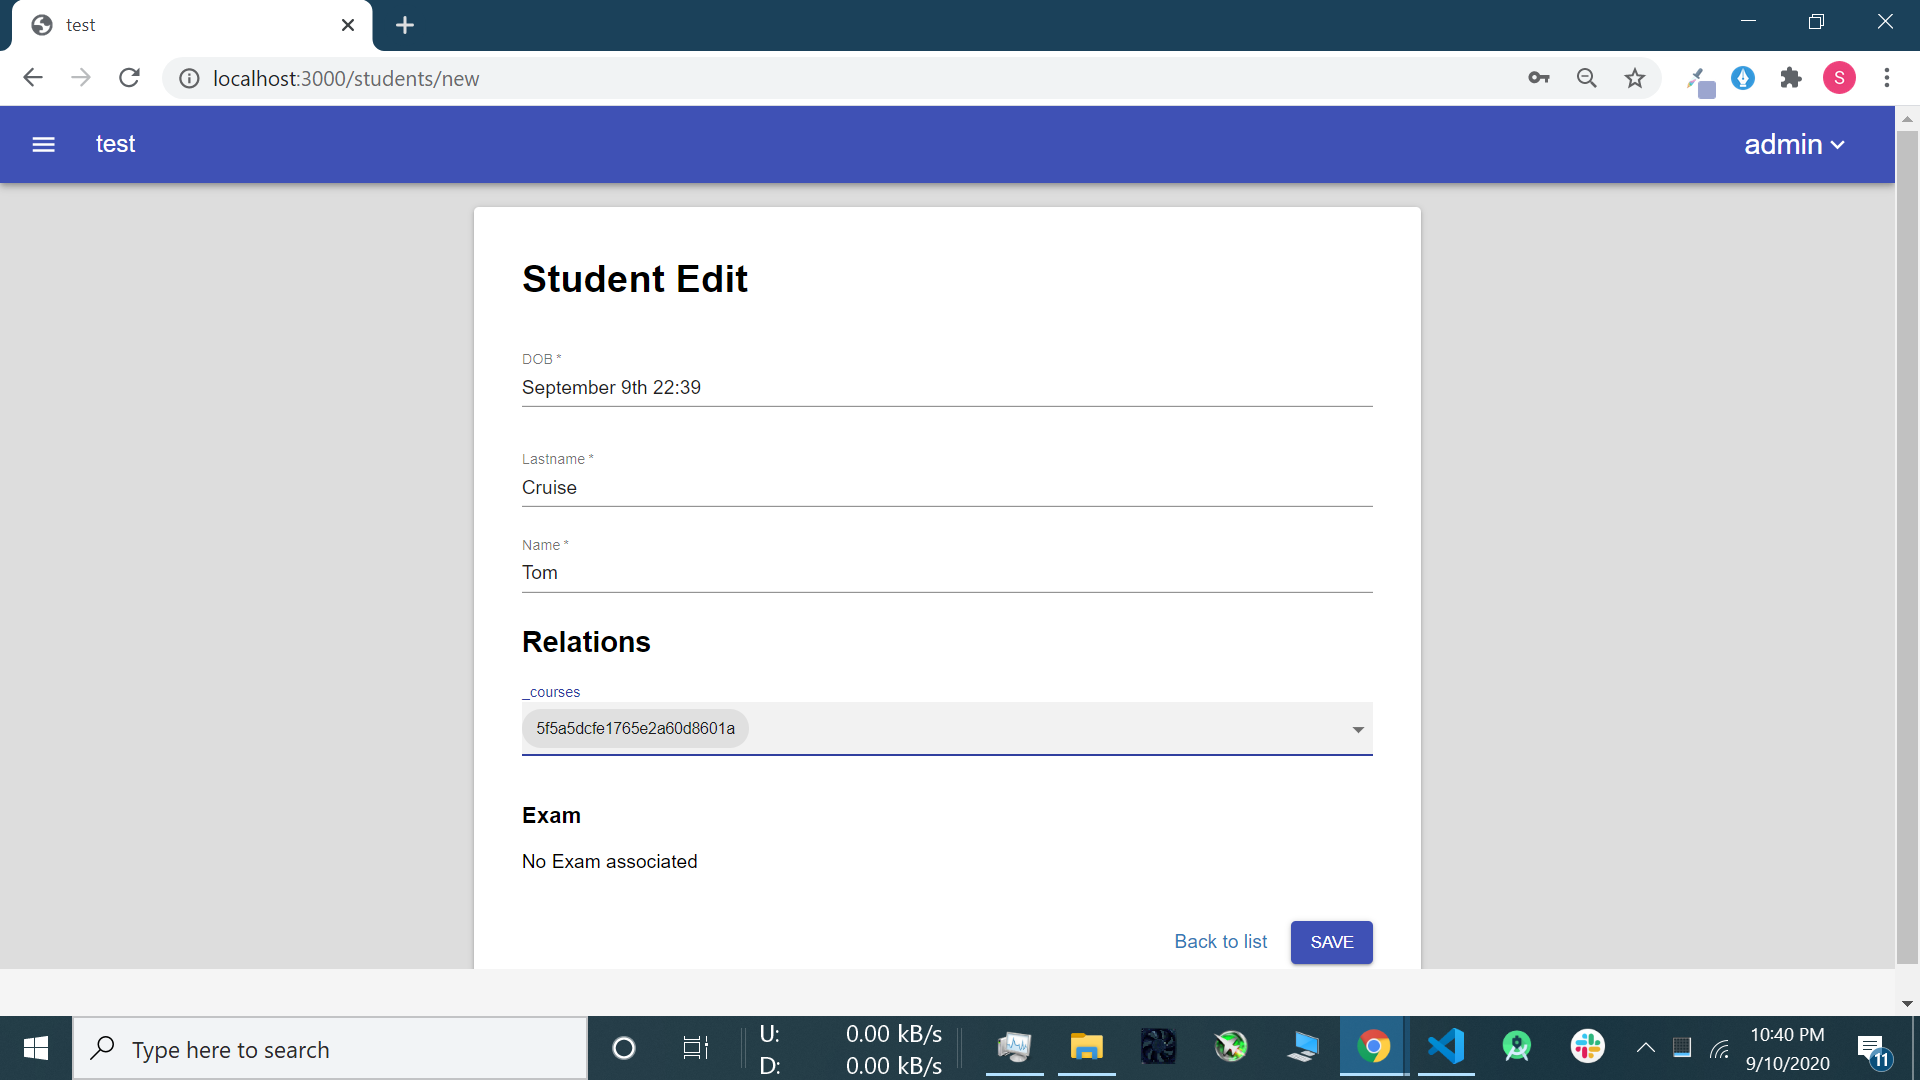 test
localhost:3000/students/new
S
test
admin
Student Edit
DOB *
September 9th 22:39
Lastname *
Cruise
Name *
Tom
Relations
_courses
5f5a5dcfe1765e2a60d8601a
Exam
No Exam associated
Back to list
SAVE
Type here to search
U: 0.00 kB/s
D: 0.00 kB/s
10:40 PM
9/10/2020
11